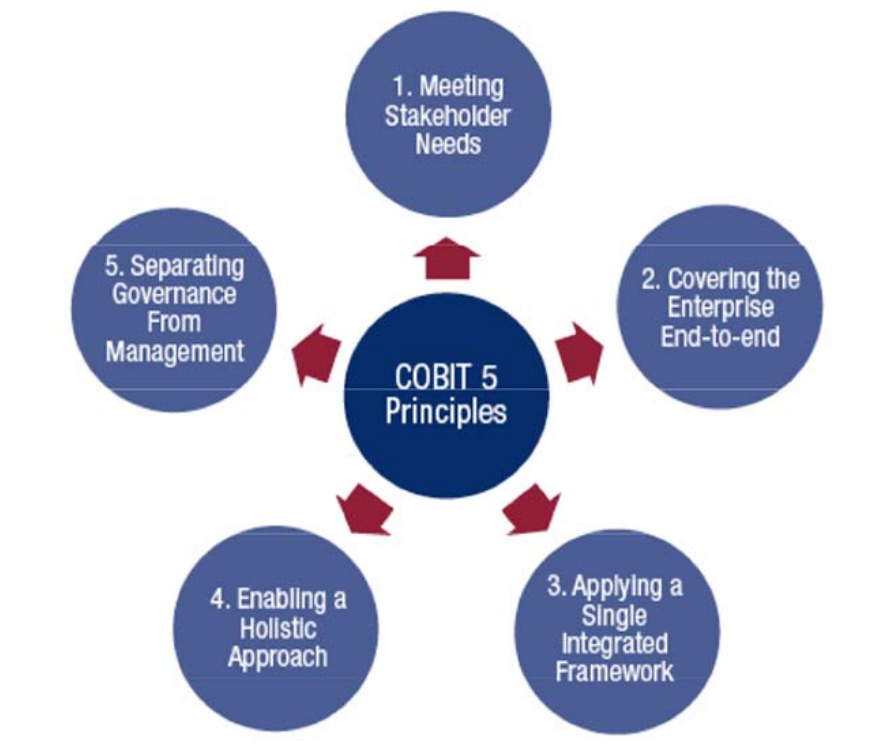 1. Meeting
Stakeholder
Needs
2. Covering the
Enterprise
End-to-end
3. Applying a
Single
Integrated
Framework
4. Enabling a
Holistic
Approach
5. Separating
Governance
From
Management
COBIT 5
Principles